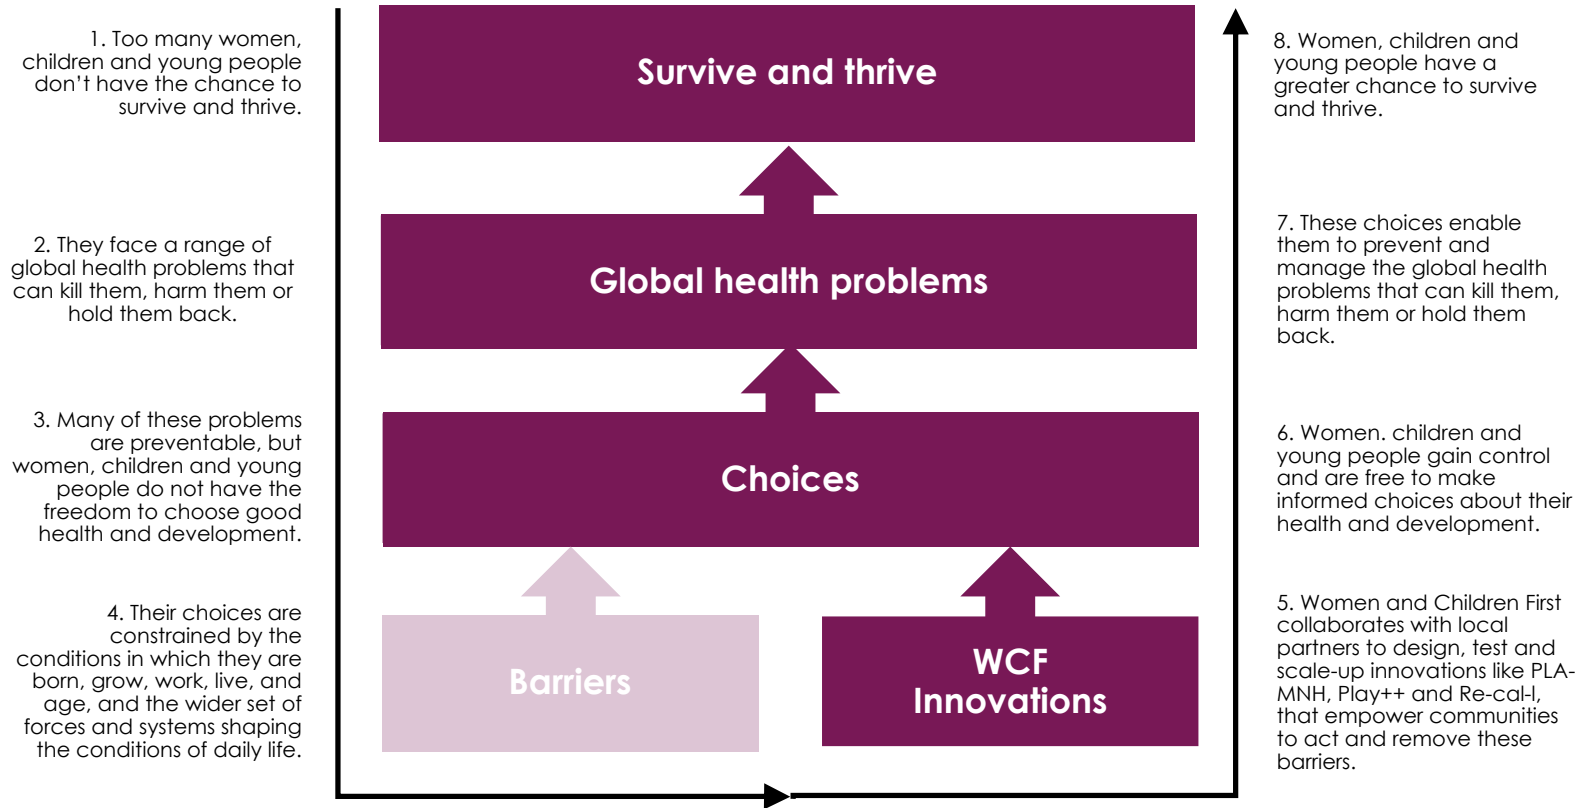 1. Too many women,
children and young people
don’t have the chance to
survive and thrive.
Survive and thrive
8. Women, children and
young people have a
greater chance to survive
and thrive.
2. They face a range of
global health problems that
can kill them, harm them or
hold them back.
Global health problems
7. These choices enable
them to prevent and
manage the global health
problems that can kill them,
harm them or hold them
back.
3. Many of these problems
are preventable, but
women, children and young
people do not have the
freedom to choose good
health and development.
Choices
6. Women. children and
young people gain control
and are free to make
informed choices about their
health and development.
4. Their choices are
constrained by the
conditions in which they are
born, grow, work, live, and
age, and the wider set of
forces and systems shaping
the conditions of daily life.
Barriers
WCF
Innovations
5. Women and Children First
collaborates with local
partners to design, test and
scale-up innovations like PLA-
MNH, Play++ and Re-cal-l,
that empower communities
to act and remove these
barriers.